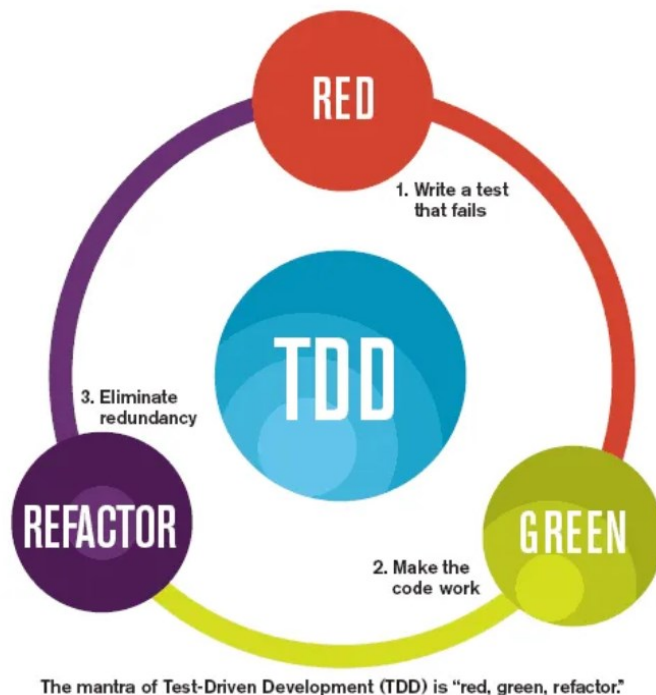 RED
1. Write a test
that fails
TDD
3. Eliminate
redundancy
REFACTOR
GREEN
2. Make the
code work
The mantra of Test-Driven Development (TDD) is “red, green, refactor.”